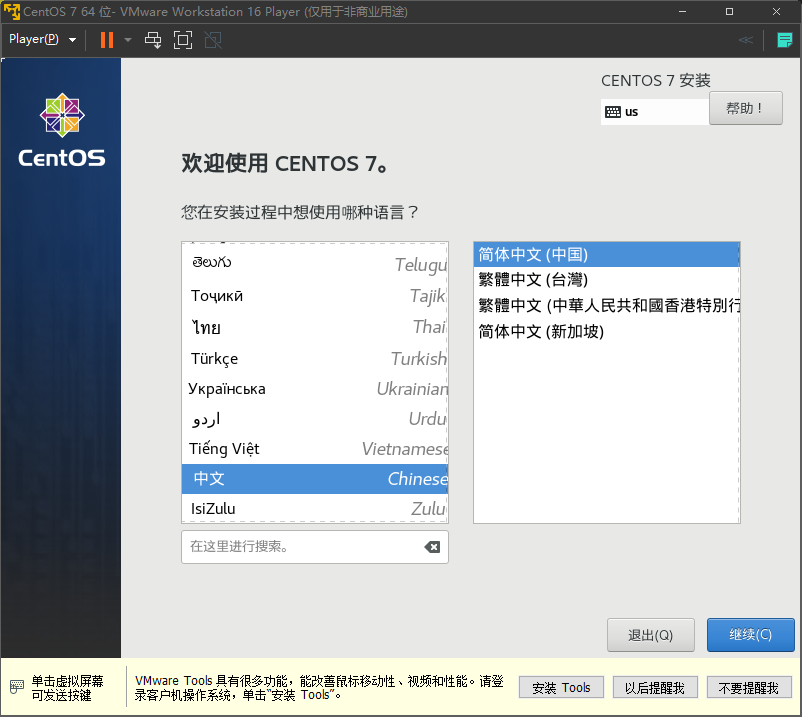 CentOS 7 64 位- VMware Workstation 16 Player (仅用于非商业用途)
Player(P)
CENTOS 7 安装
us
帮助！
CentOS
欢迎使用 CENTOS 7。
您在安装过程中想使用哪种语言？
తెలుగు Telugu
Тоҷикӣ Tajik
ไทย Thai
Türkçe Turkish
Українська Ukrainian
اردو Urdu
Tiếng Việt Vietnamese
中文 Chinese
IsiZulu Zulu
简体中文 (中国)
繁體中文 (台灣)
繁體中文 (中華人民共和國香港特別行
简体中文 (新加坡)
在这里进行搜索。
退出(Q)
继续(C)
单击虚拟屏幕
可发送按键
VMware Tools 具有很多功能，能改善鼠标移动性、视频和性能。请登
录客户机操作系统，单击“安装 Tools”。
安装 Tools
以后提醒我
不要提醒我